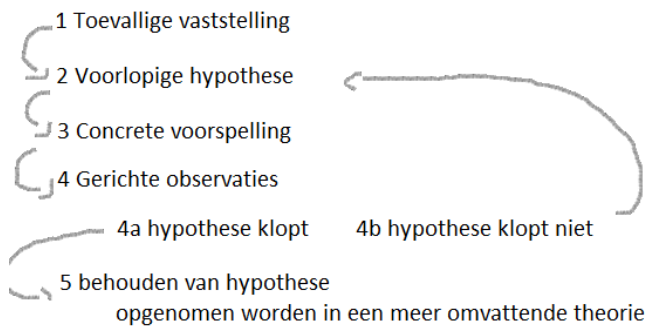 1 Toevallige vaststelling
2 Voorlopige hypothese
3 Concrete voorspelling
4 Gerichte observaties
4a hypothese klopt 4b hypothese klopt niet
5 behouden van hypothese
opgenomen worden in een meer omvattende theorie